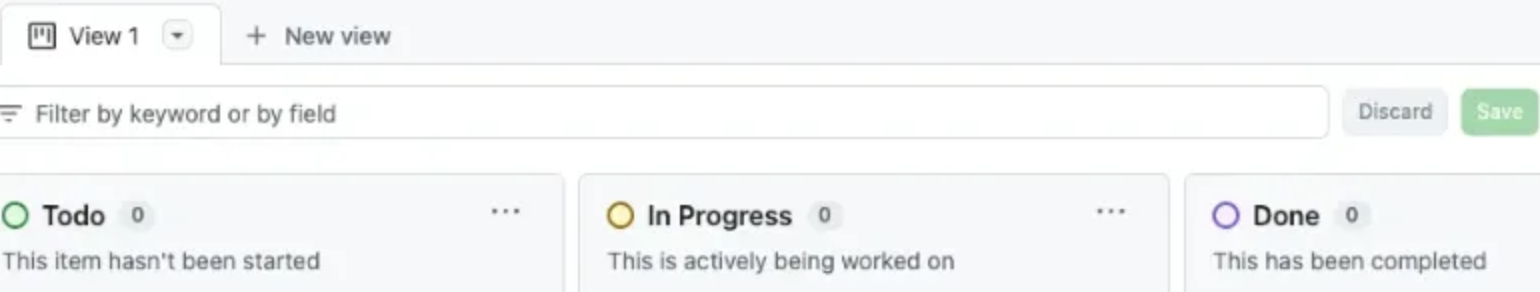 View 1
New view
Filter by keyword or by field
Discard
Save
Todo 0
This item hasn't been started
In Progress 0
This is actively being worked on
Done 0
This has been completed